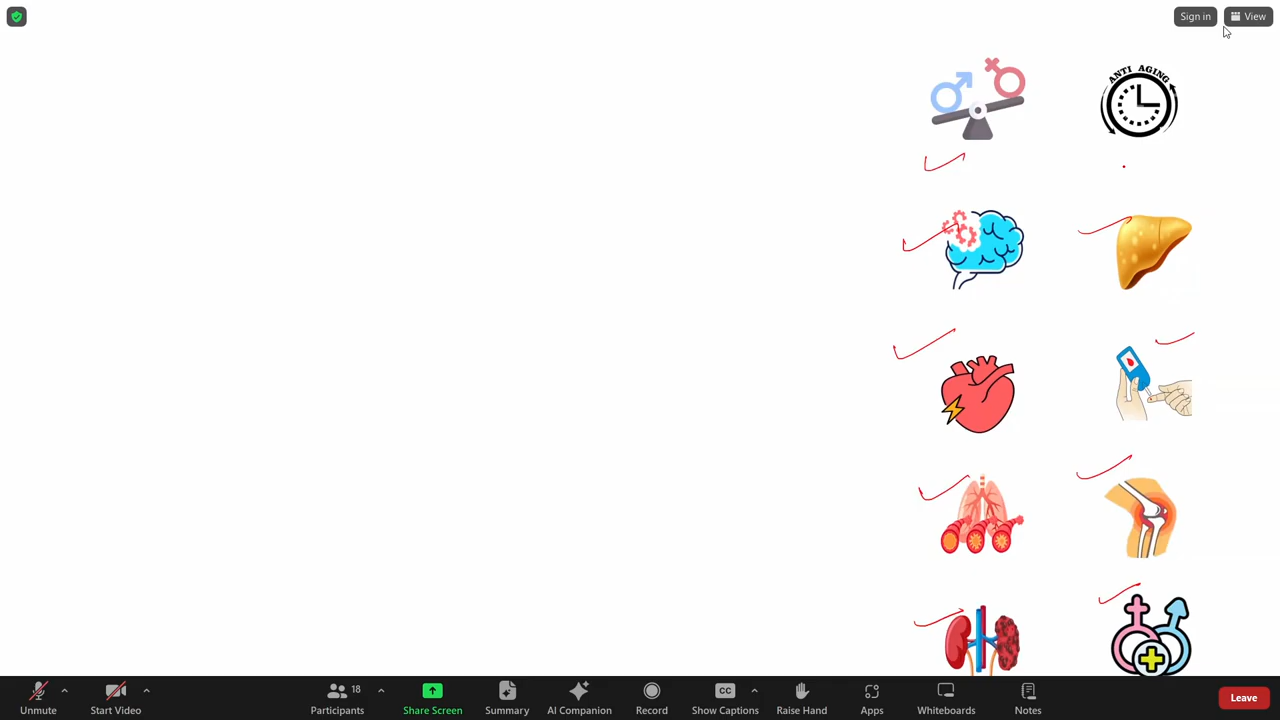 Sign in
View
ANTI AGING
18
CC
Unmute
Start Video
Participants
Share Screen
Summary
AI Companion
Record
Show Captions
Raise Hand
Apps
Whiteboards
Notes
Leave